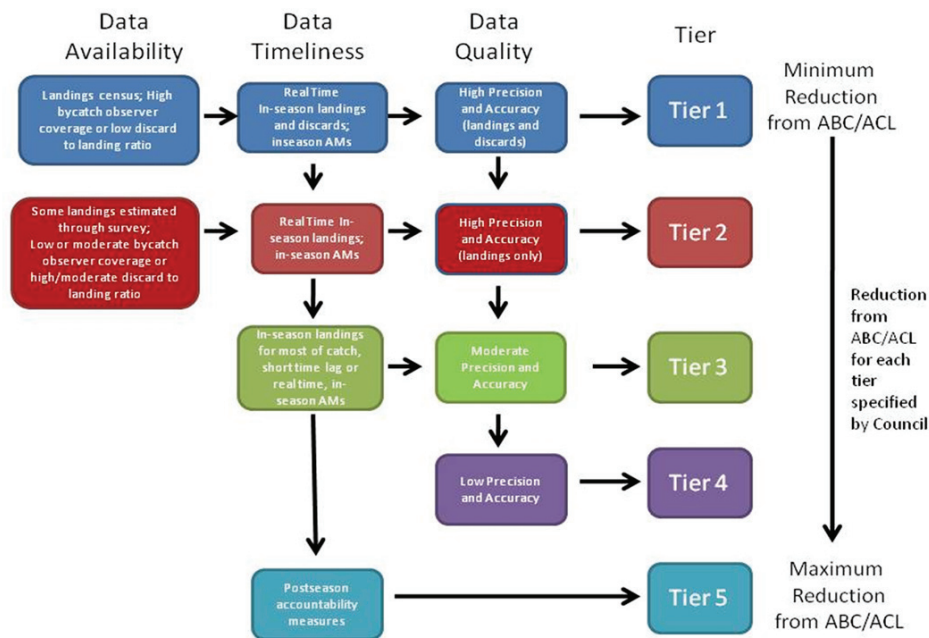 Data
Availability
Data
Timeliness
Data
Quality
Tier
Landings census; High
bycatch observer
coverage or low discard
to landing ratio
Real Time
In-season landings
and discards;
inseason AMs
High Precision
and Accuracy
(landings and
discards)
Tier 1
Minimum
Reduction
from ABC/ACL
Some landings estimated
through survey;
Low or moderate bycatch
observer coverage or
high/moderate discard to
landing ratio
Real Time In-
season landings;
in-season AMs
High Precision
and Accuracy
(landings only)
Tier 2
In-season landings
for most of catch,
short time lag or
real time, in-
season AMs
Moderate
Precision and
Accuracy
Tier 3
Reduction
from
ABC/ACL
for each
tier
specified
by Council
Low Precision
and Accuracy
Tier 4
Postseason
accountability
measures
Tier 5
Maximum
Reduction
from ABC/ACL